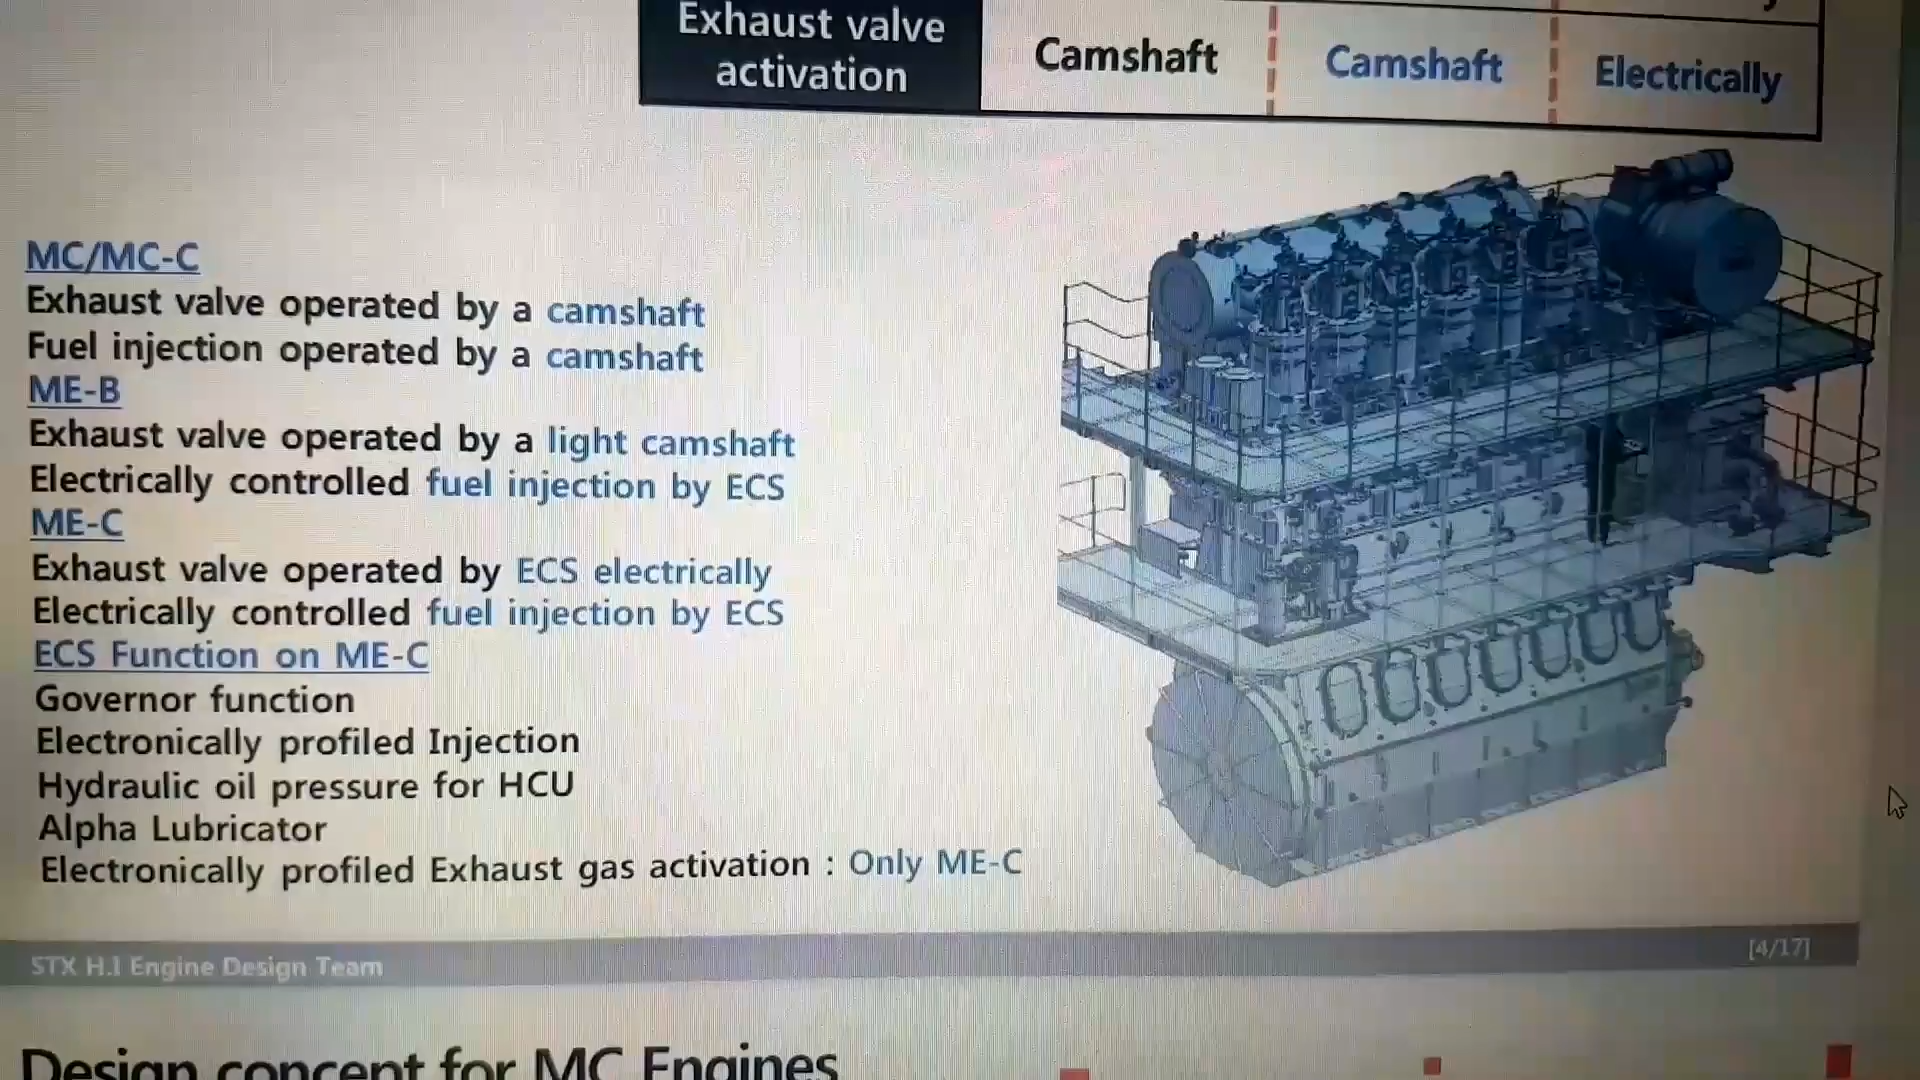 Exhaust valve
activation
Camshaft
Camshaft
Electrically
MC/MC-C
Exhaust valve operated by a camshaft
Fuel injection operated by a camshaft
ME-B
Exhaust valve operated by a light camshaft
Electrically controlled fuel injection by ECS
ME-C
Exhaust valve operated by ECS electrically
Electrically controlled fuel injection by ECS
ECS Function on ME-C
Governor function
Electronically profiled Injection
Hydraulic oil pressure for HCU
Alpha Lubricator
Electronically profiled Exhaust gas activation : Only ME-C
STX H.I Engine Design Team
[4/17]
Design concept for MC Engines